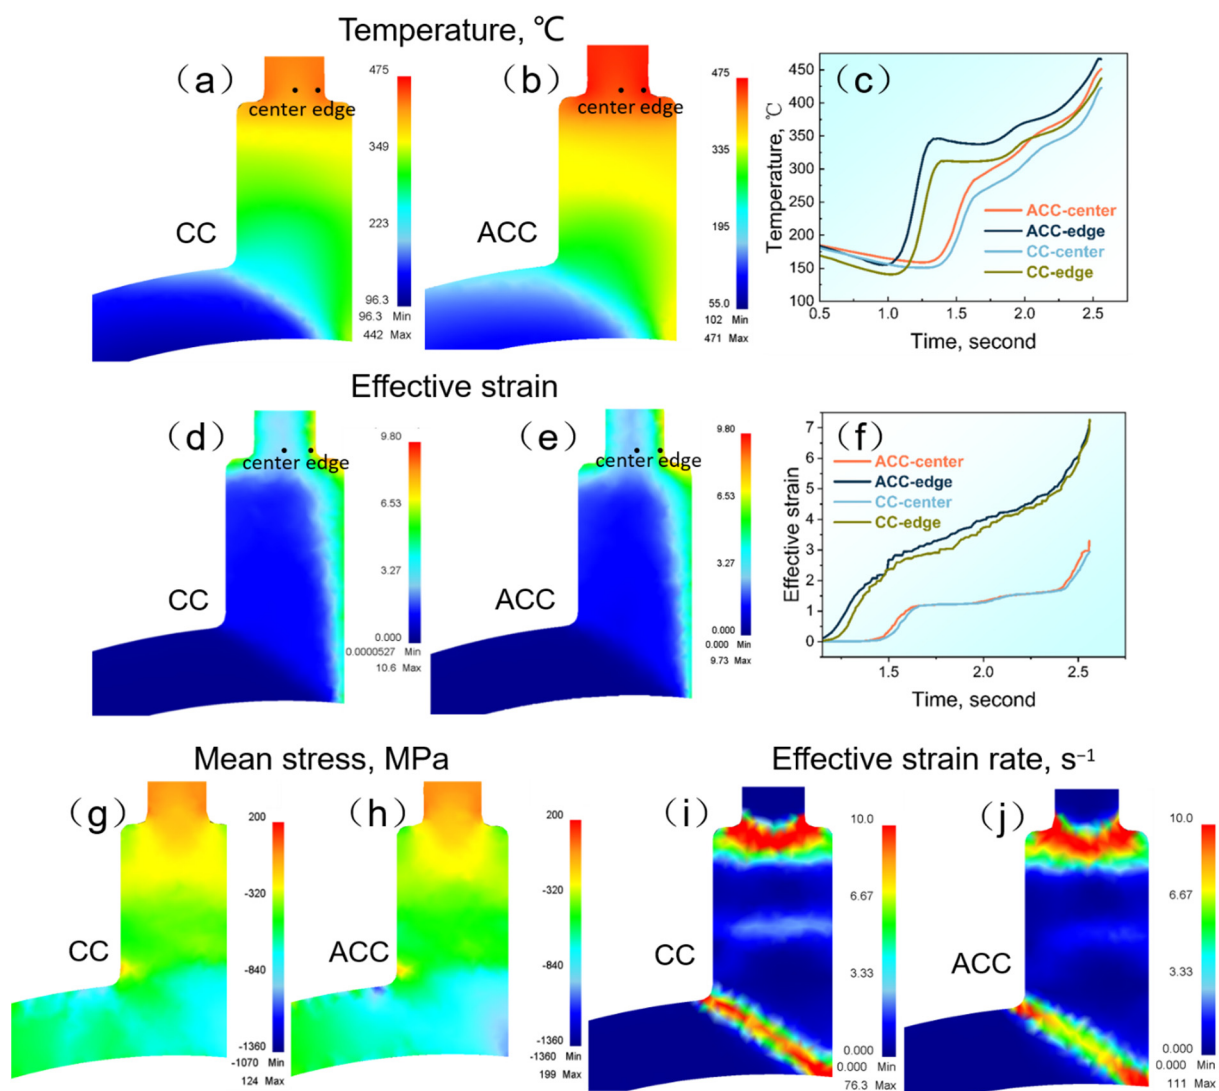 Temperature, ℃
(a)
center edge
CC
475
349
223
96.3
96.3 Min
442 Max
(b)
center edge
ACC
475
335
195
55.0
102 Min
471 Max
(c)
Temperature, ℃
450
400
350
300
250
200
150
100
ACC-center
ACC-edge
CC-center
CC-edge
0.5 1.0 1.5 2.0 2.5
Time, second
Effective strain
(d)
center edge
CC
9.80
6.53
3.27
0.000
0.0000527 Min
10.6 Max
(e)
center edge
ACC
9.80
6.53
3.27
0.000
0.000 Min
9.73 Max
(f)
Effective strain
7
6
5
4
3
2
1
0
ACC-center
ACC-edge
CC-center
CC-edge
1.5 2.0 2.5
Time, second
Mean stress, MPa
(g)
CC
200
-320
-840
-1360
-1070 Min
124 Max
(h)
ACC
200
-320
-840
-1360
-1360 Min
199 Max
Effective strain rate, s⁻¹
(i)
CC
10.0
6.67
3.33
0.000
0.000 Min
76.3 Max
(j)
ACC
10.0
6.67
3.33
0.000
0.000 Min
111 Max